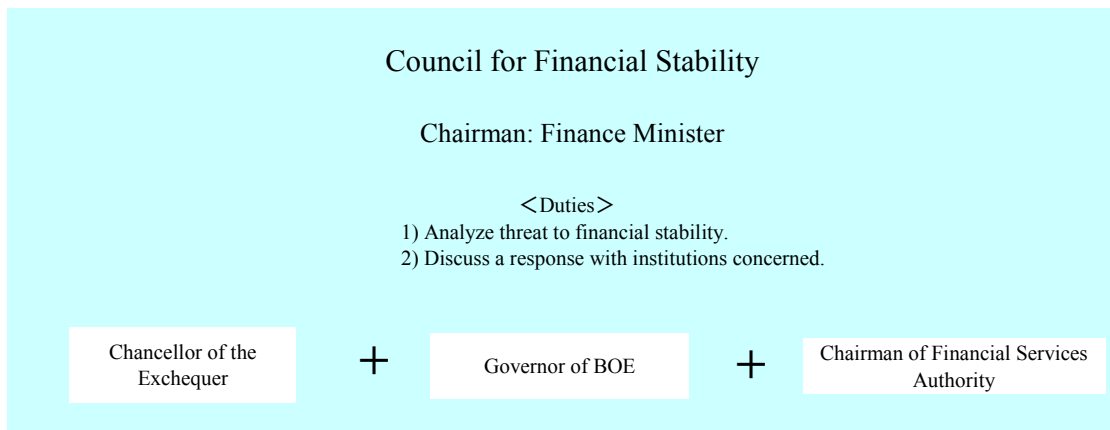 Council for Financial Stability
Chairman: Finance Minister
＜Duties＞
1) Analyze threat to financial stability.
2) Discuss a response with institutions concerned.
Chancellor of the
Exchequer
+
Governor of BOE
+
Chairman of Financial Services
Authority